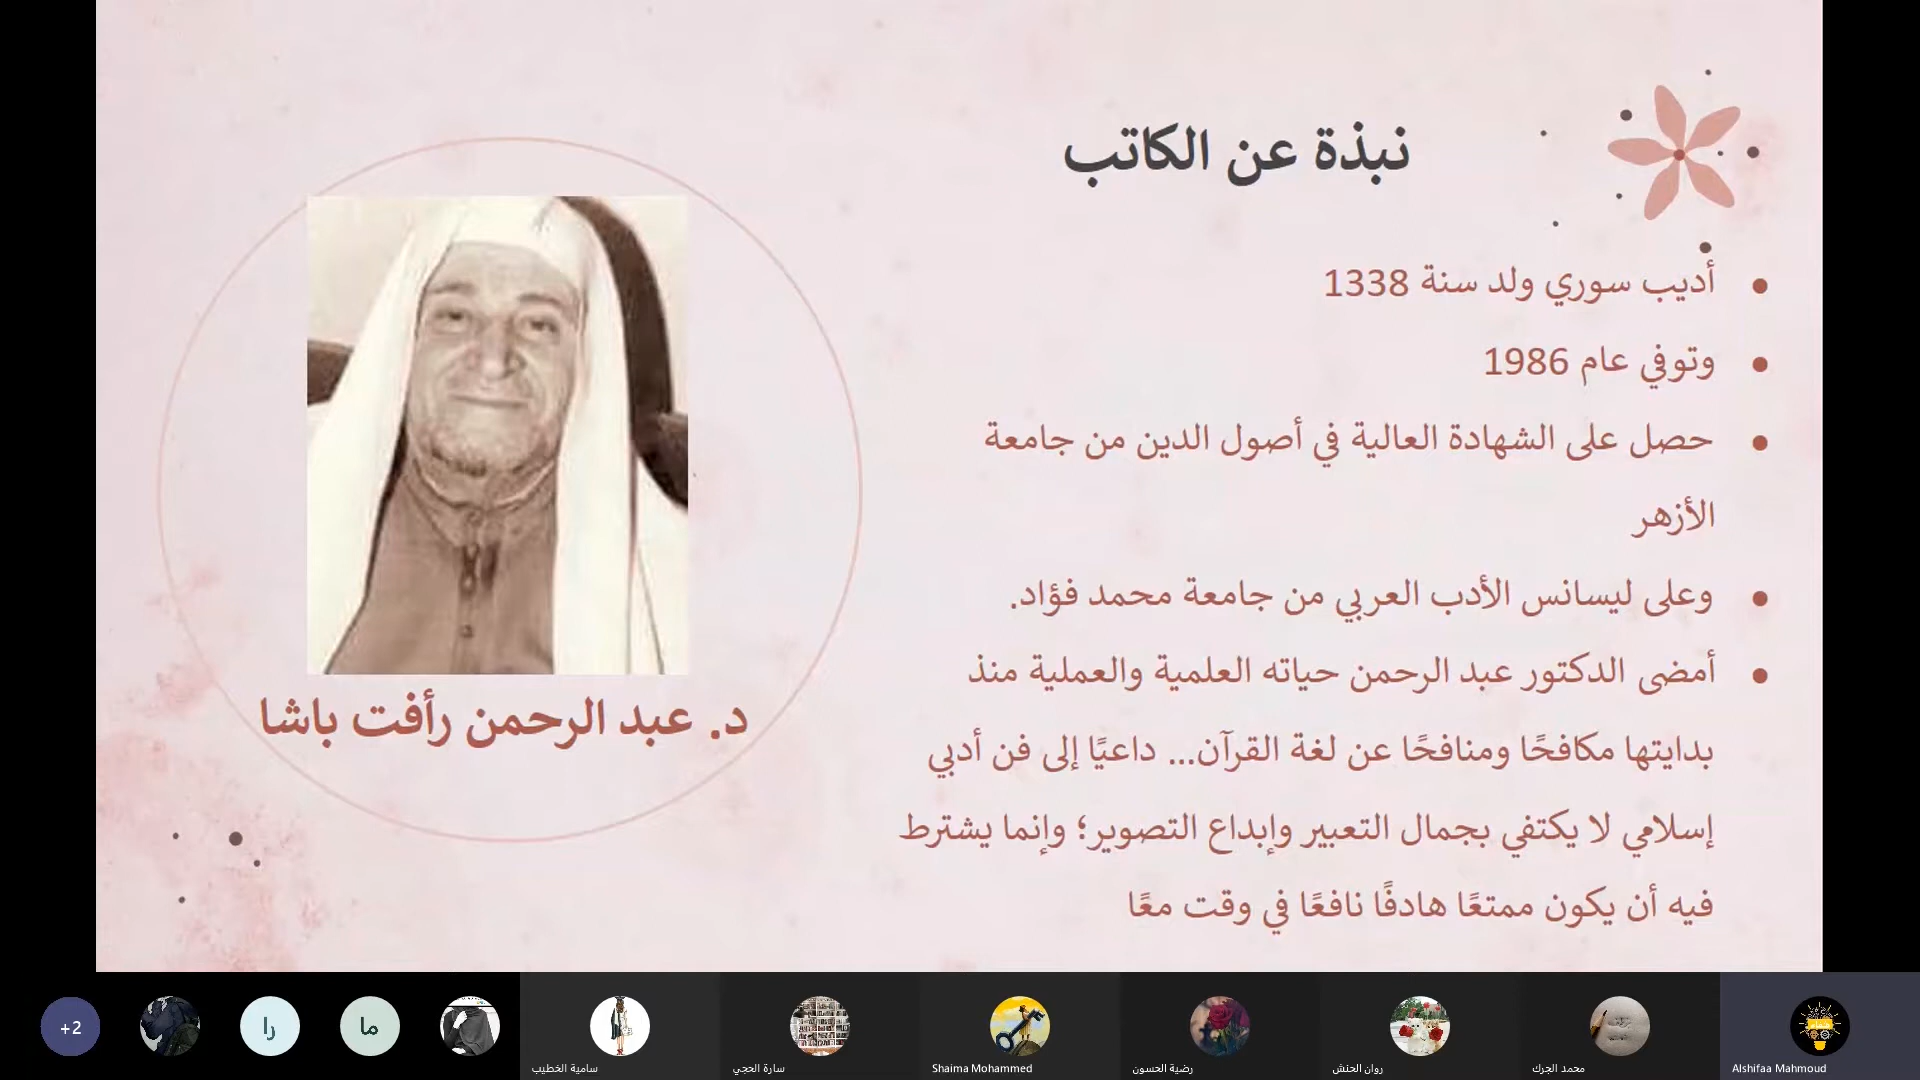 نبذة عن الكاتب
أديب سوري ولد سنة 1338
وتوفي عام 1986
حصل على الشهادة العالية في أصول الدين من جامعة
الأزهر
وعلى ليسانس الأدب العربي من جامعة محمد فؤاد.
أمضى الدكتور عبد الرحمن حياته العلمية والعملية منذ
بدايتها مكافحًا ومنافحًا عن لغة القرآن... داعيًا إلى فن أدبي
إسلامي لا يكتفي بجمال التعبير وإبداع التصوير؛ وإنما يشترط
فيه أن يكون ممتعًا هادفًا نافعًا في وقت معًا
د. عبد الرحمن رأفت باشا
+2
را
ما
سامية الخطيب
سارة الحجي
Shaima Mohammed
رضية الحسون
روان الحنش
محمد الجرك
Alshifaa Mahmoud